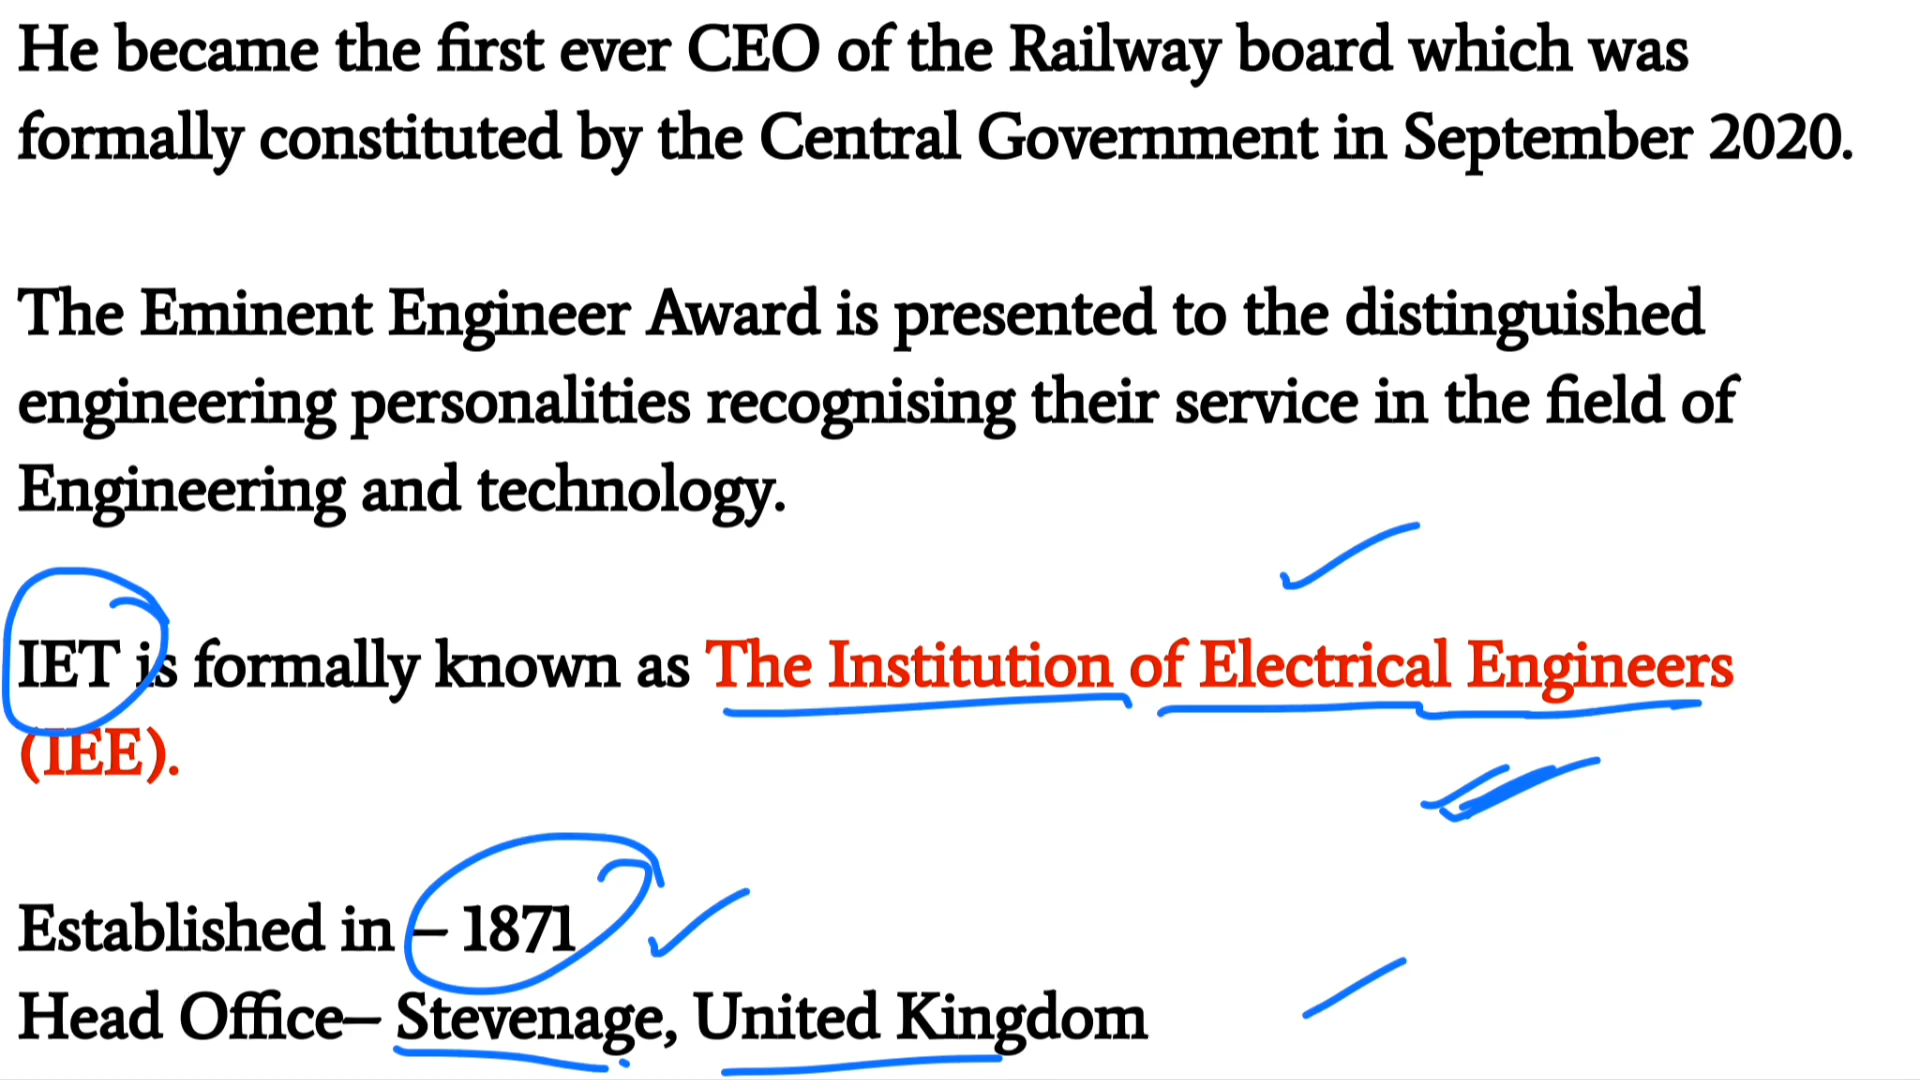 He became the first ever CEO of the Railway board which was
formally constituted by the Central Government in September 2020.
The Eminent Engineer Award is presented to the distinguished
engineering personalities recognising their service in the field of
Engineering and technology.
IET is formally known as The Institution of Electrical Engineers
(IEE).
Established in – 1871
Head Office– Stevenage, United Kingdom